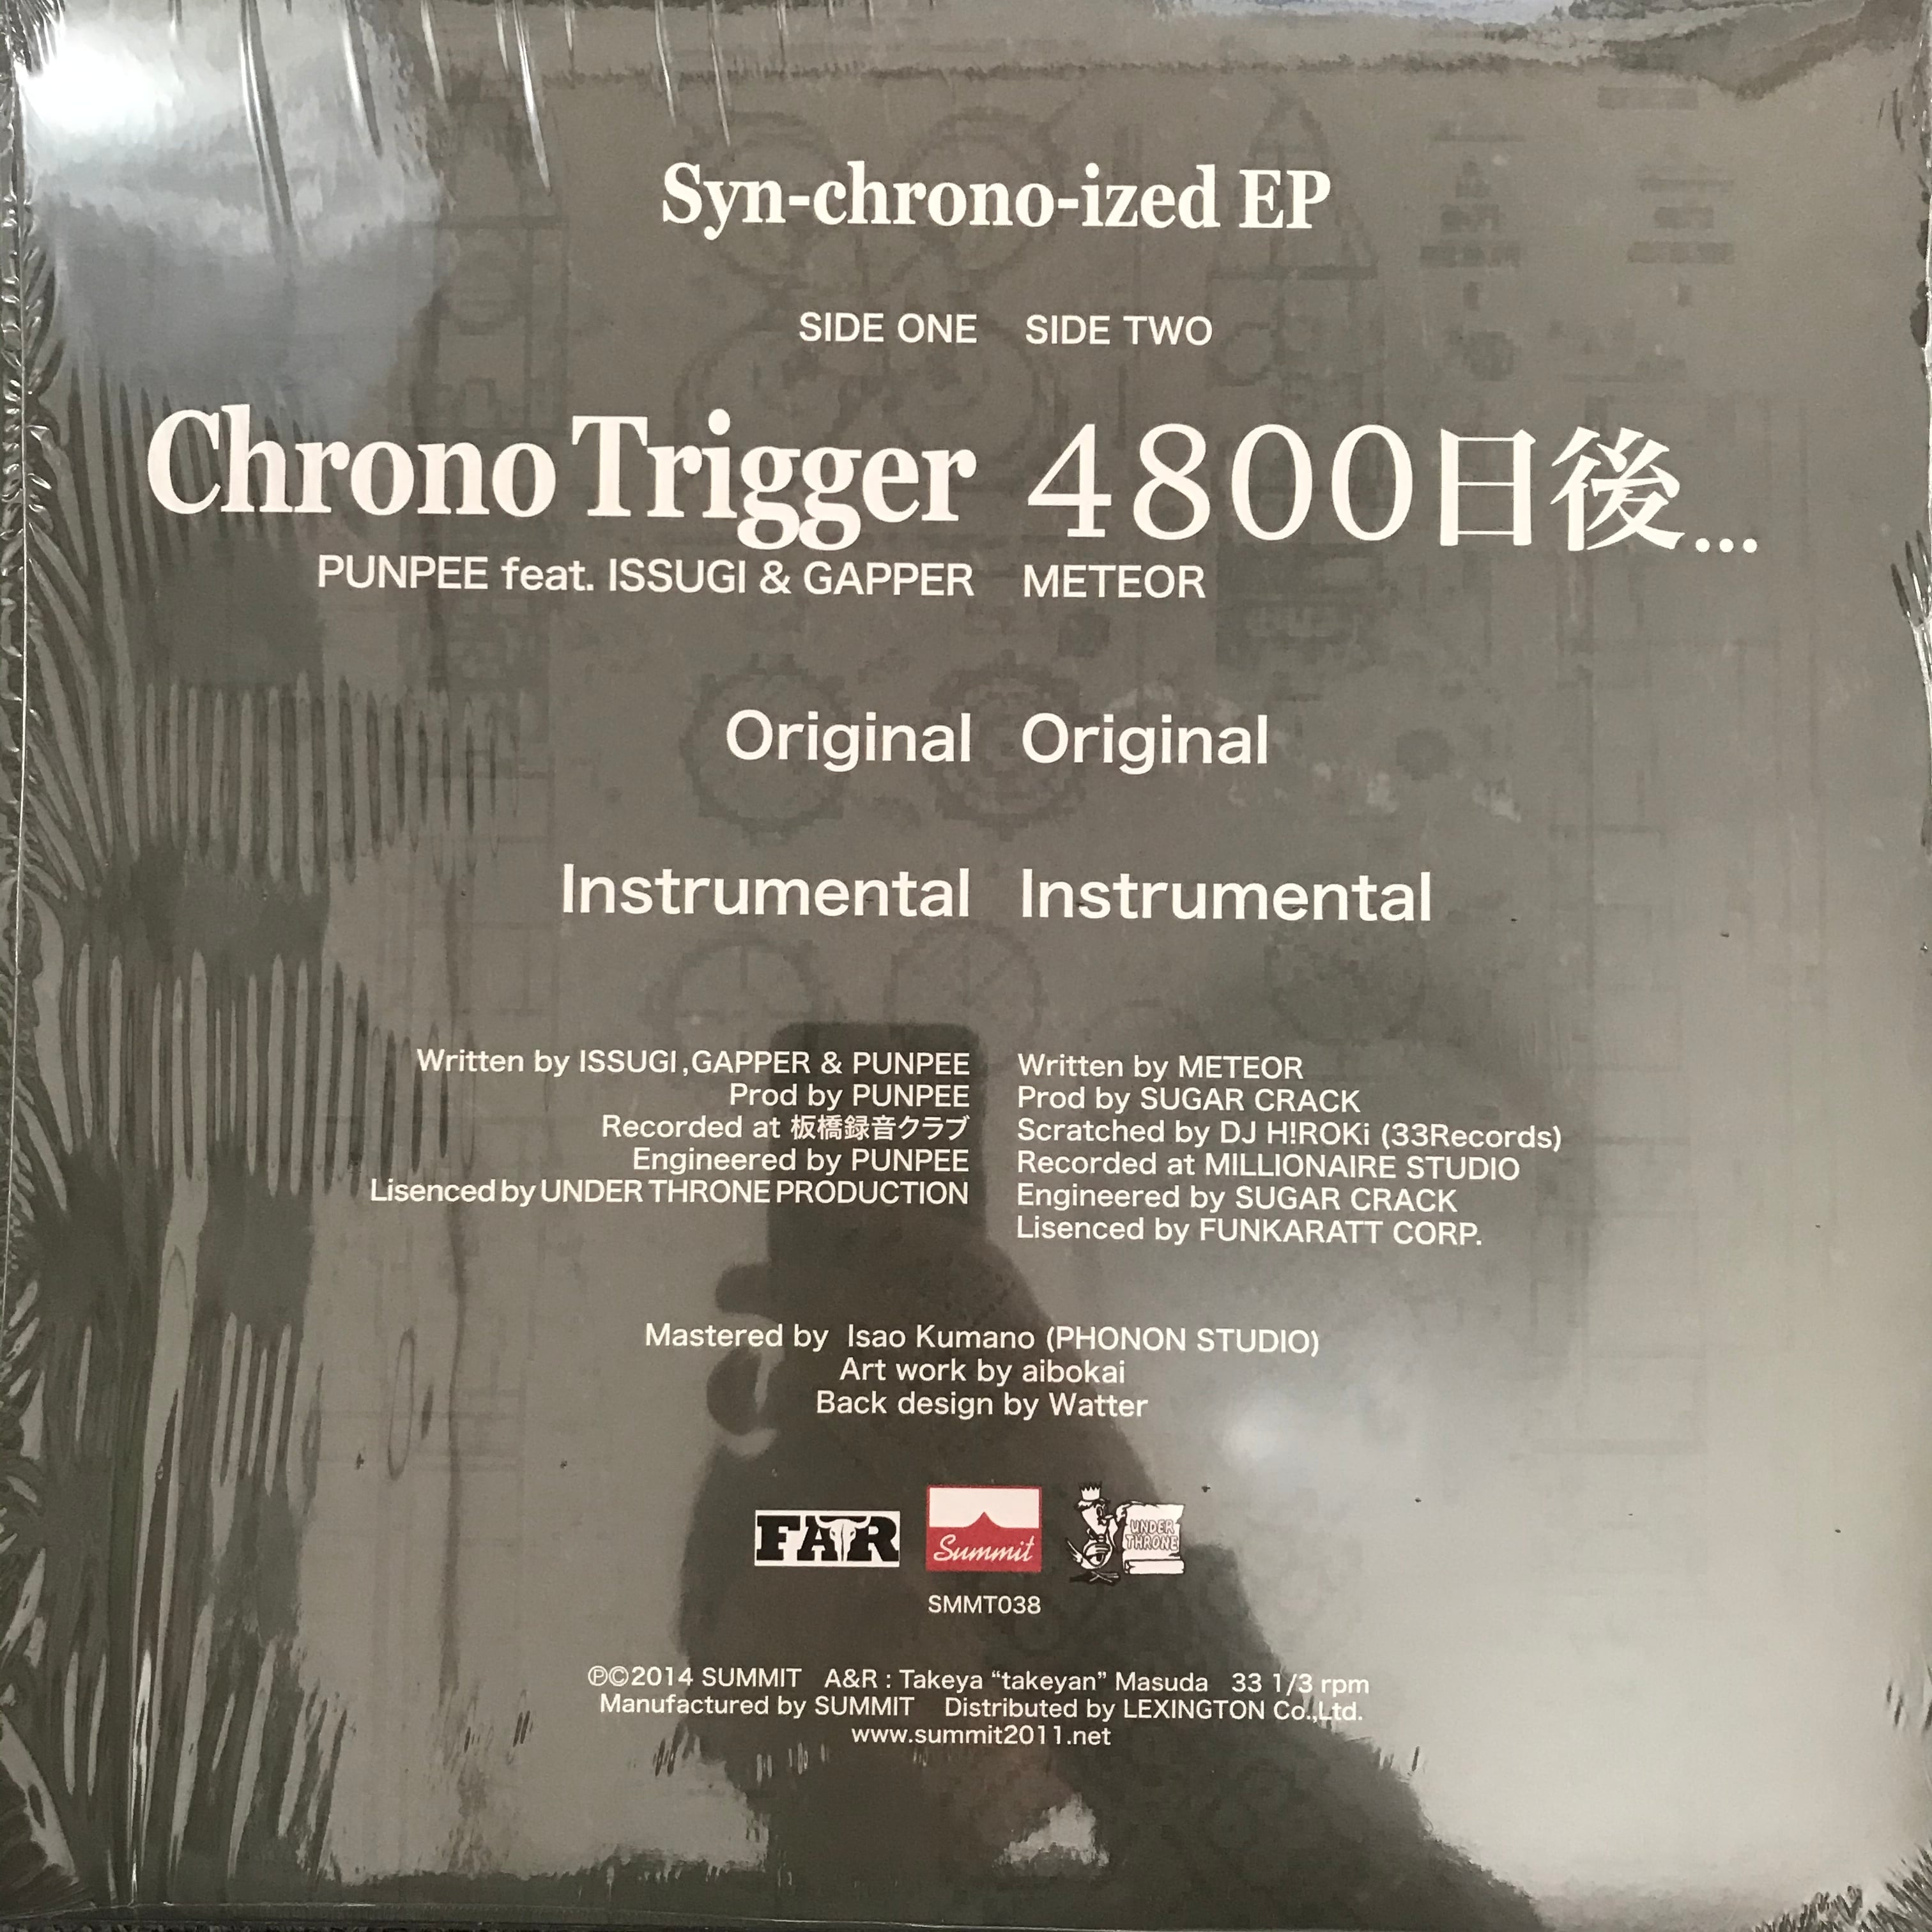 Syn-chrono-ized EP
SIDE ONE SIDE TWO
Chrono Trigger
PUNPEE feat. ISSUGI & GAPPER
Original
Instrumental
Written by ISSUGI,GAPPER & PUNPEE
Prod by PUNPEE
Recorded at 板橋録音クラブ
Engineered by PUNPEE
Lisenced by UNDER THRONE PRODUCTION
4800日後...
METEOR
Original
Instrumental
Written by METEOR
Prod by SUGAR CRACK
Scratched by DJ H!ROKi (33Records)
Recorded at MILLIONAIRE STUDIO
Engineered by SUGAR CRACK
Lisenced by FUNKARATT CORP.
Mastered by Isao Kumano (PHONON STUDIO)
Art work by aibokai
Back design by Watter
FAR
Summit
UNDER
THRONE
SMMT038
℗©2014 SUMMIT A&R : Takeya “takeyan” Masuda 33 1/3 rpm
Manufactured by SUMMIT Distributed by LEXINGTON Co.,Ltd.
www.summit2011.net